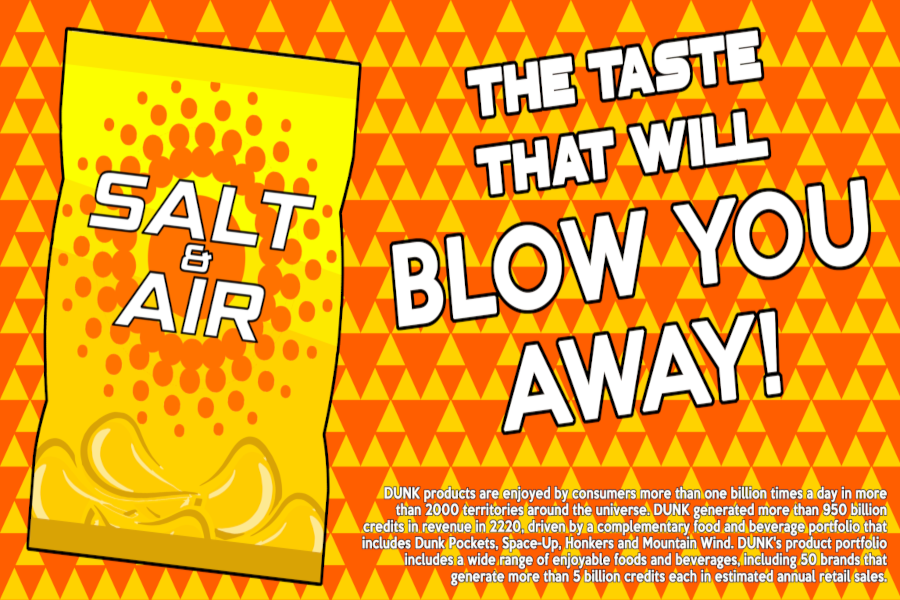 SALT
&
AIR
THE TASTE
THAT WILL
BLOW YOU
AWAY!
DUNK products are enjoyed by consumers more than one billion times a day in more
than 2000 territories around the universe. DUNK generated more than 950 billion
credits in revenue in 2220, driven by a complementary food and beverage portfolio that
includes Dunk Pockets, Space-Up, Honkers and Mountain Wind. DUNK's product portfolio
includes a wide range of enjoyable foods and beverages, including 50 brands that
generate more than 5 billion credits each in estimated annual retail sales.